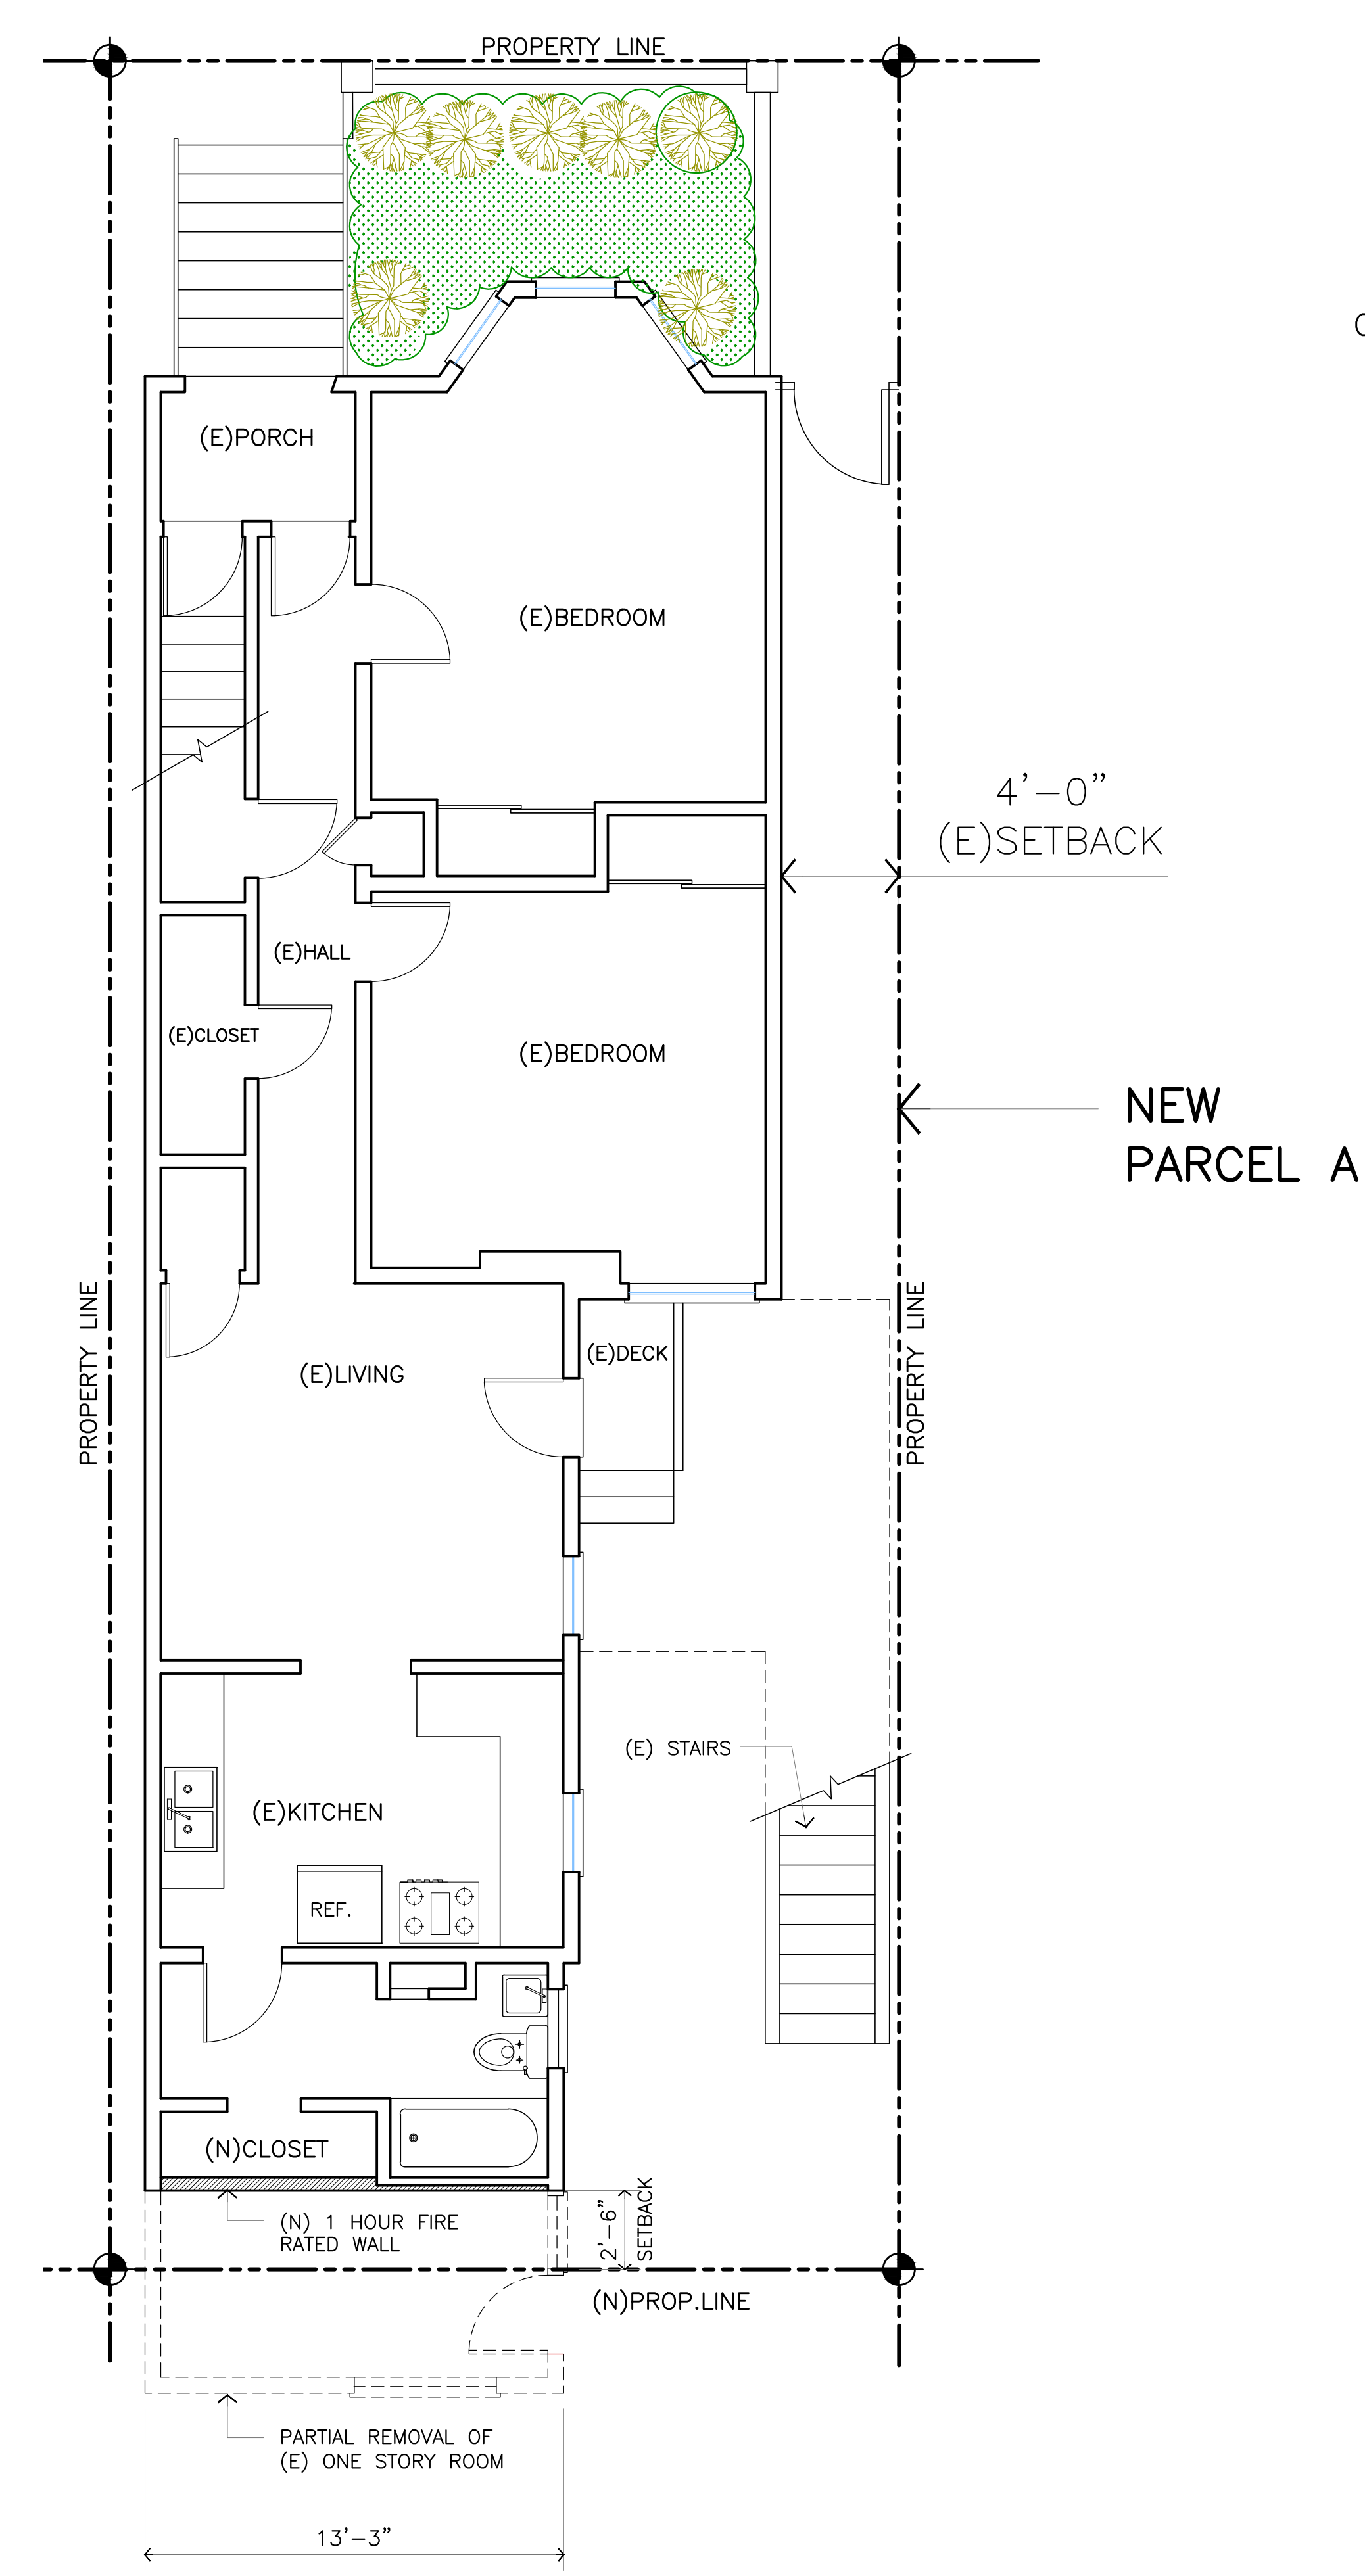 PROPERTY LINE
(E)PORCH
(E)BEDROOM
4'-0"
(E)SETBACK
(E)HALL
(E)CLOSET
(E)BEDROOM
NEW
PARCEL A
PROPERTY LINE
PROPERTY LINE
(E)DECK
(E)LIVING
(E) STAIRS
(E)KITCHEN
REF.
(N)CLOSET
(N) 1 HOUR FIRE
RATED WALL
2'-6"
SETBACK
(N)PROP.LINE
PARTIAL REMOVAL OF
(E) ONE STORY ROOM
13'-3"